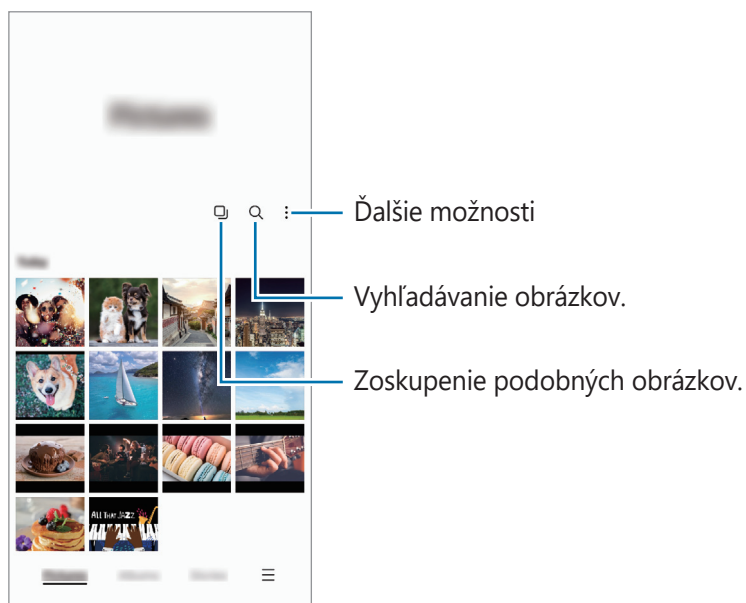 Ďalšie možnosti
Vyhľadávanie obrázkov.
Zoskupenie podobných obrázkov.
ALL THAT JAZZ